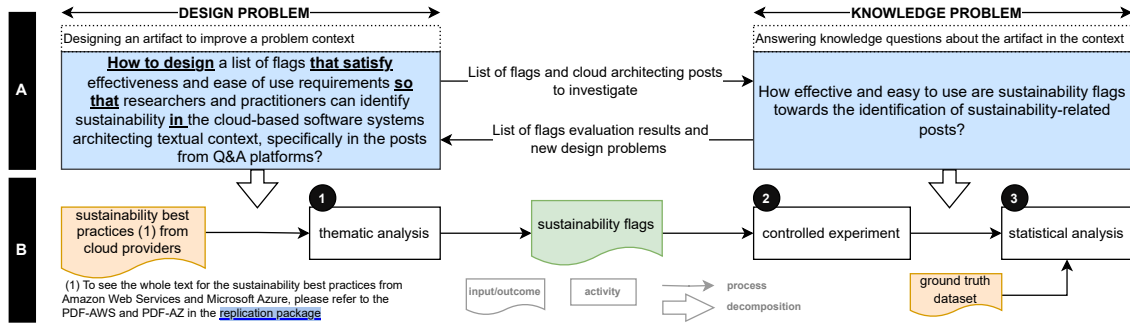 DESIGN PROBLEM
KNOWLEDGE PROBLEM
Designing an artifact to improve a problem context
Answering knowledge questions about the artifact in the context
A
How to design a list of flags that satisfy
effectiveness and ease of use requirements so
that researchers and practitioners can identify
sustainability in the cloud-based software systems
architecting textual context, specifically in the posts
from Q&A platforms?
List of flags and cloud architecting posts
to investigate
List of flags evaluation results and
new design problems
How effective and easy to use are sustainability flags
towards the identification of sustainability-related
posts?
B
sustainability best
practices (1) from
cloud providers
1
thematic analysis
sustainability flags
2
controlled experiment
3
statistical analysis
(1) To see the whole text for the sustainability best practices from
Amazon Web Services and Microsoft Azure, please refer to the
PDF-AWS and PDF-AZ in the replication package
input/outcome
activity
process
decomposition
ground truth
dataset